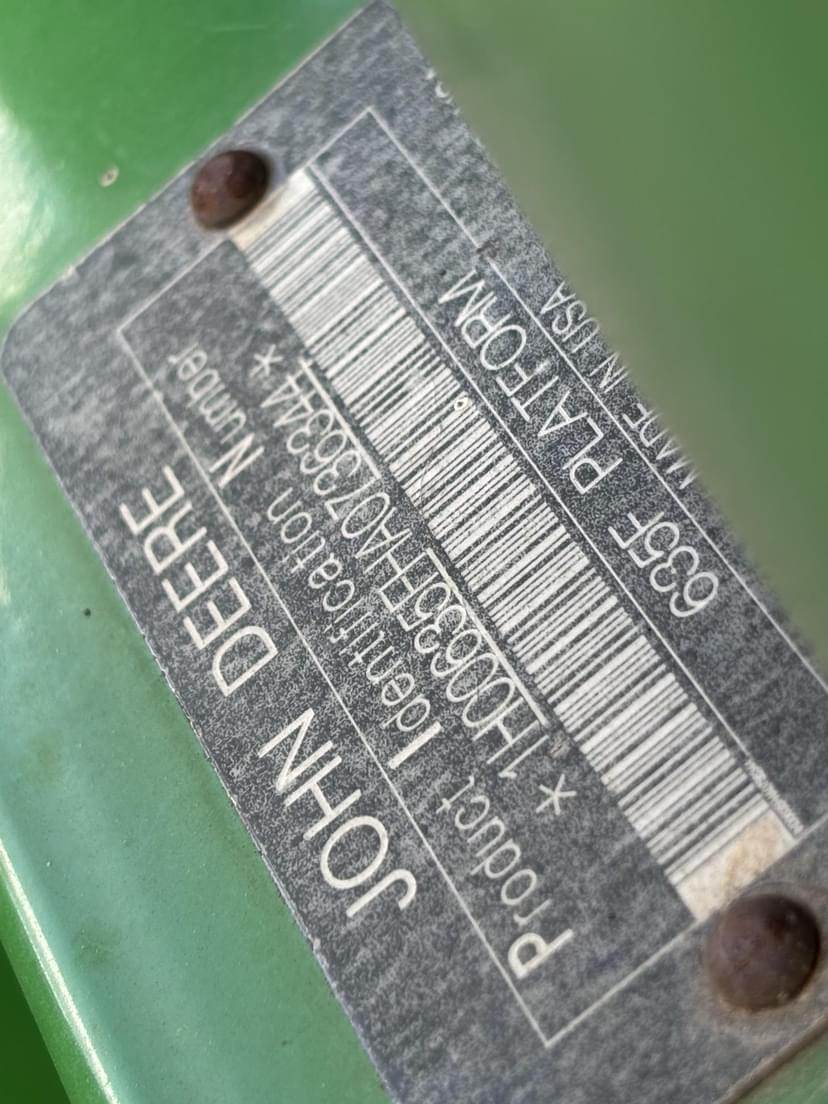 JOHN DEERE
Product Identification Number
*1H00635FHA0736344*
635F PLATFORM
MADE IN USA